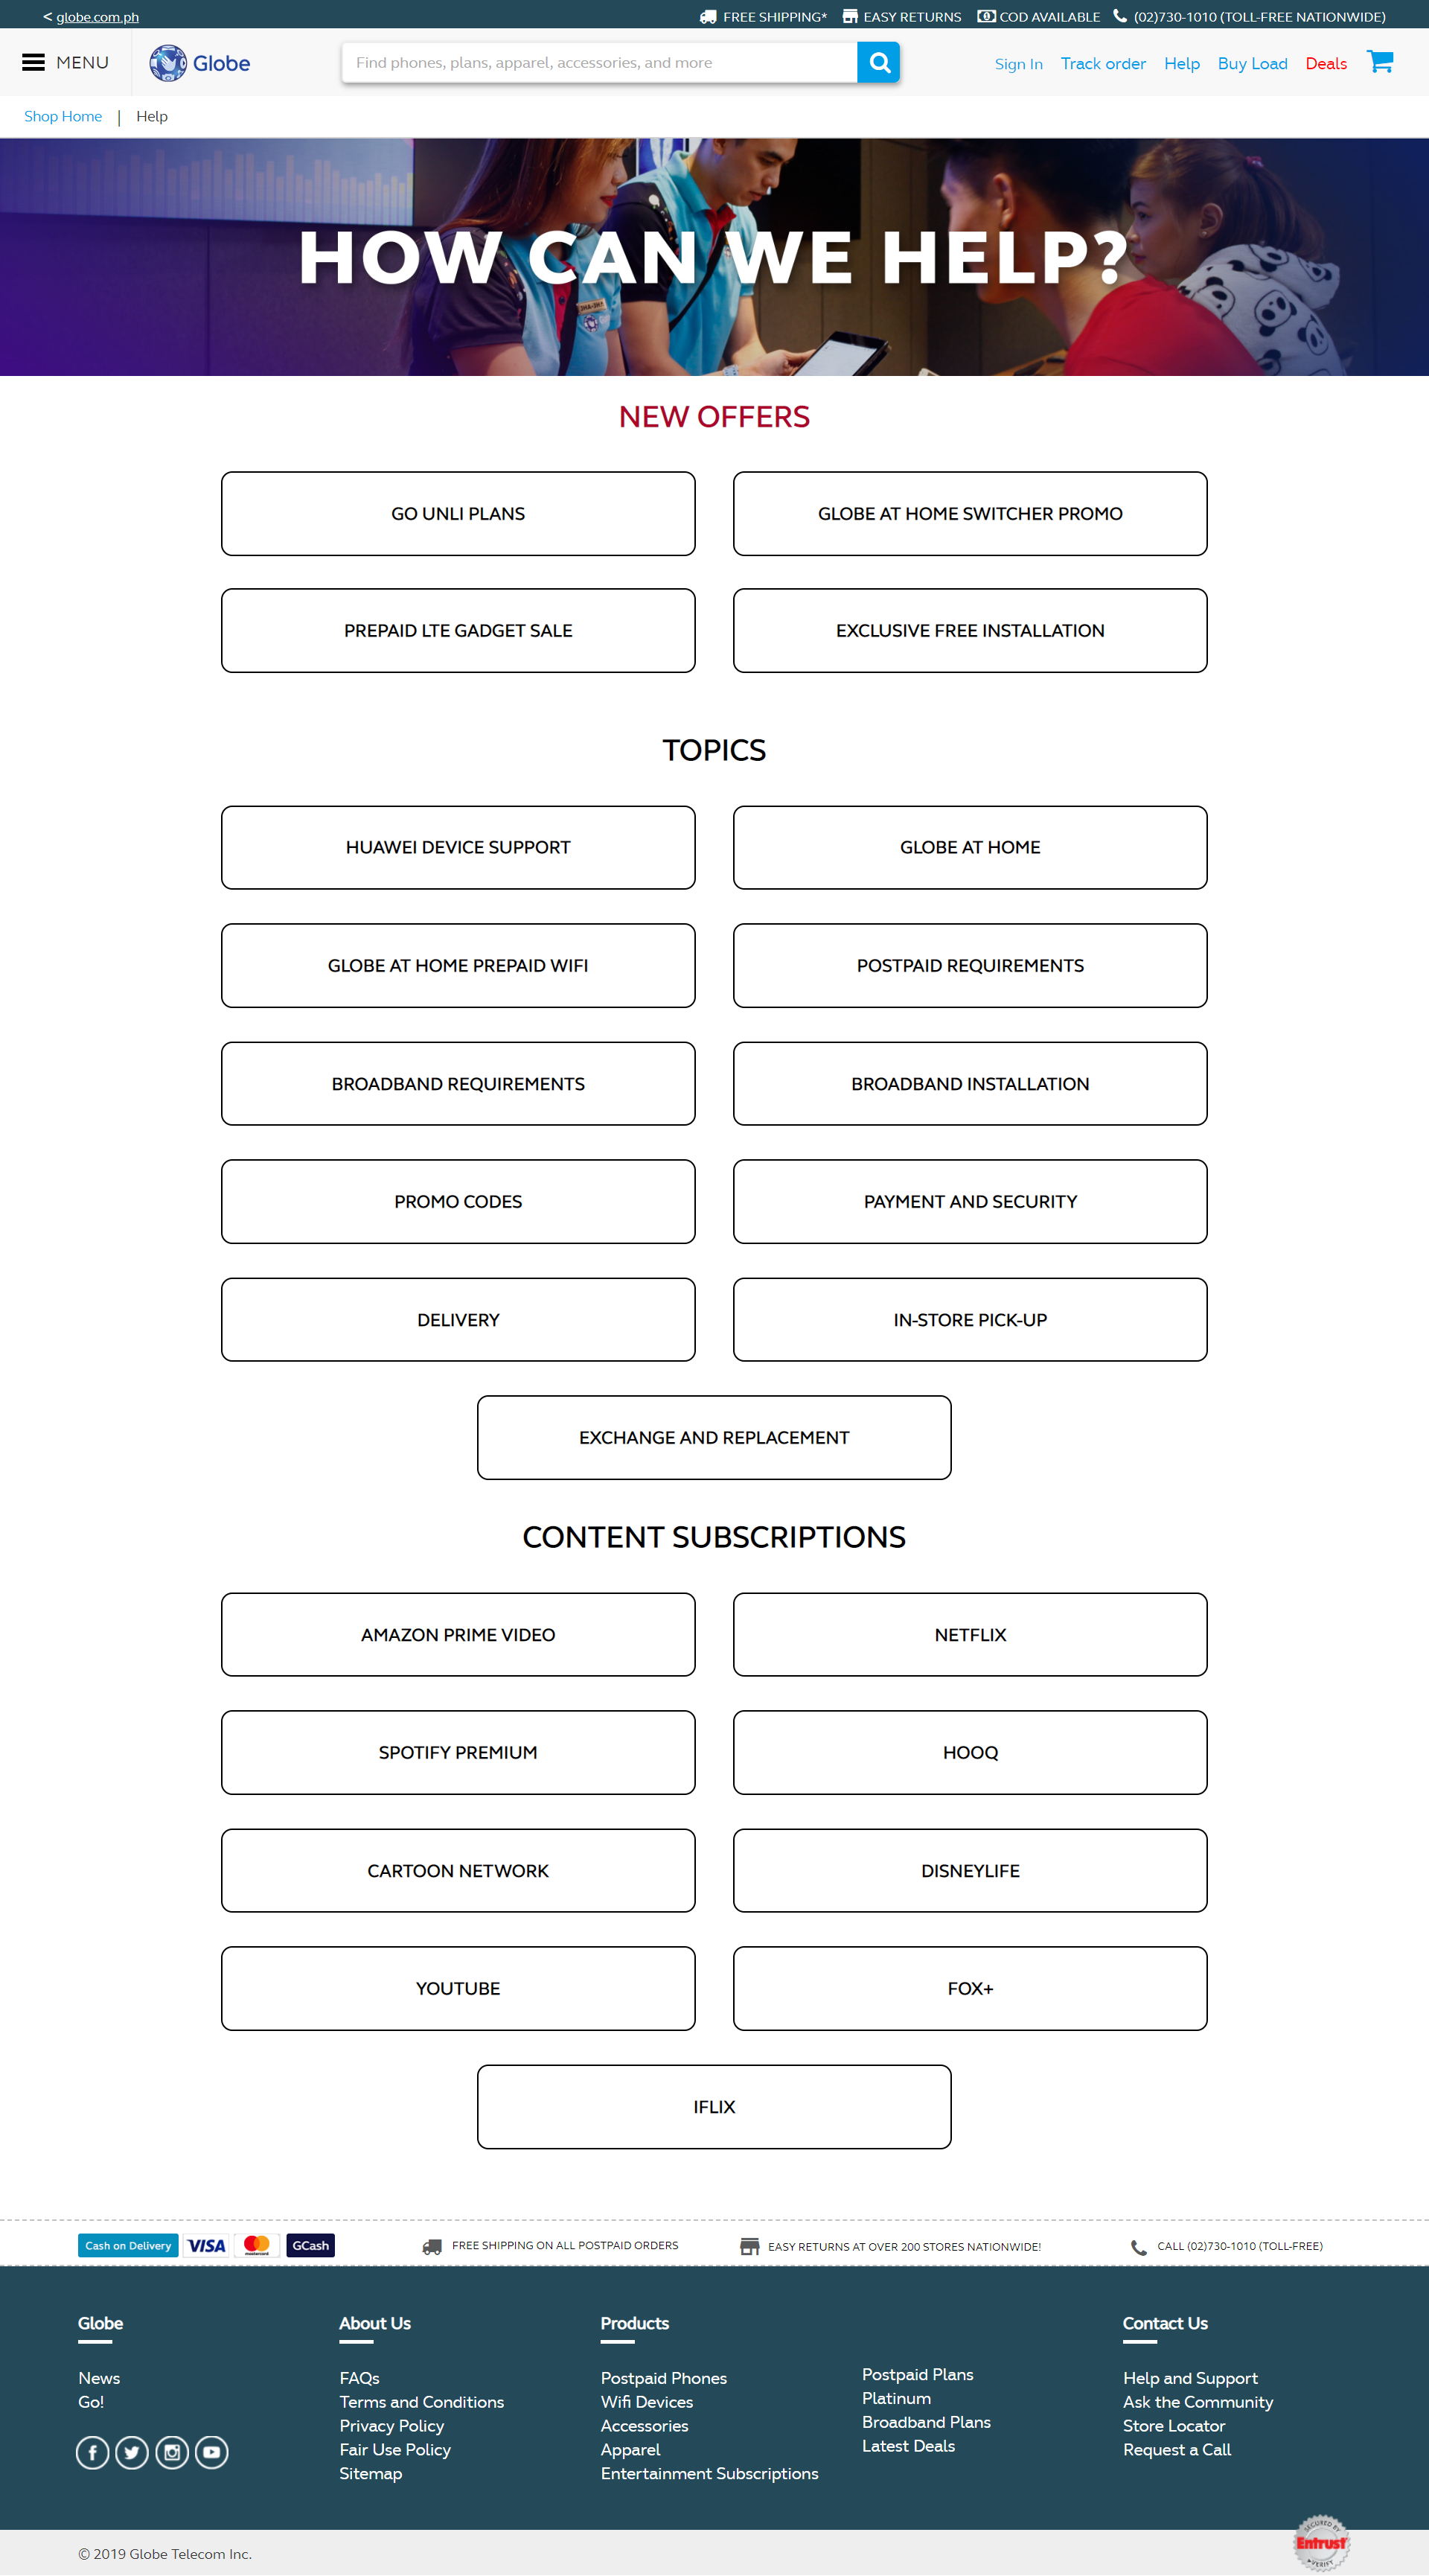 < globe.com.ph
FREE SHIPPING* EASY RETURNS COD AVAILABLE (02)730-1010 (TOLL-FREE NATIONWIDE)
MENU
Globe
Find phones, plans, apparel, accessories, and more
Sign In Track order Help Buy Load Deals
Shop Home | Help
HOW CAN WE HELP?
NEW OFFERS
GO UNLI PLANS
GLOBE AT HOME SWITCHER PROMO
PREPAID LTE GADGET SALE
EXCLUSIVE FREE INSTALLATION
TOPICS
HUAWEI DEVICE SUPPORT
GLOBE AT HOME
GLOBE AT HOME PREPAID WIFI
POSTPAID REQUIREMENTS
BROADBAND REQUIREMENTS
BROADBAND INSTALLATION
PROMO CODES
PAYMENT AND SECURITY
DELIVERY
IN-STORE PICK-UP
EXCHANGE AND REPLACEMENT
CONTENT SUBSCRIPTIONS
AMAZON PRIME VIDEO
NETFLIX
SPOTIFY PREMIUM
HOOQ
CARTOON NETWORK
DISNEYLIFE
YOUTUBE
FOX+
IFLIX
Cash on Delivery VISA mastercard GCash
FREE SHIPPING ON ALL POSTPAID ORDERS
EASY RETURNS AT OVER 200 STORES NATIONWIDE!
CALL (02)730-1010 (TOLL-FREE)
Globe
News
Go!
About Us
FAQs
Terms and Conditions
Privacy Policy
Fair Use Policy
Sitemap
Products
Postpaid Phones
Wifi Devices
Accessories
Apparel
Entertainment Subscriptions
Postpaid Plans
Platinum
Broadband Plans
Latest Deals
Contact Us
Help and Support
Ask the Community
Store Locator
Request a Call
© 2019 Globe Telecom Inc.
SECURED BY
Entrust
VERIFY